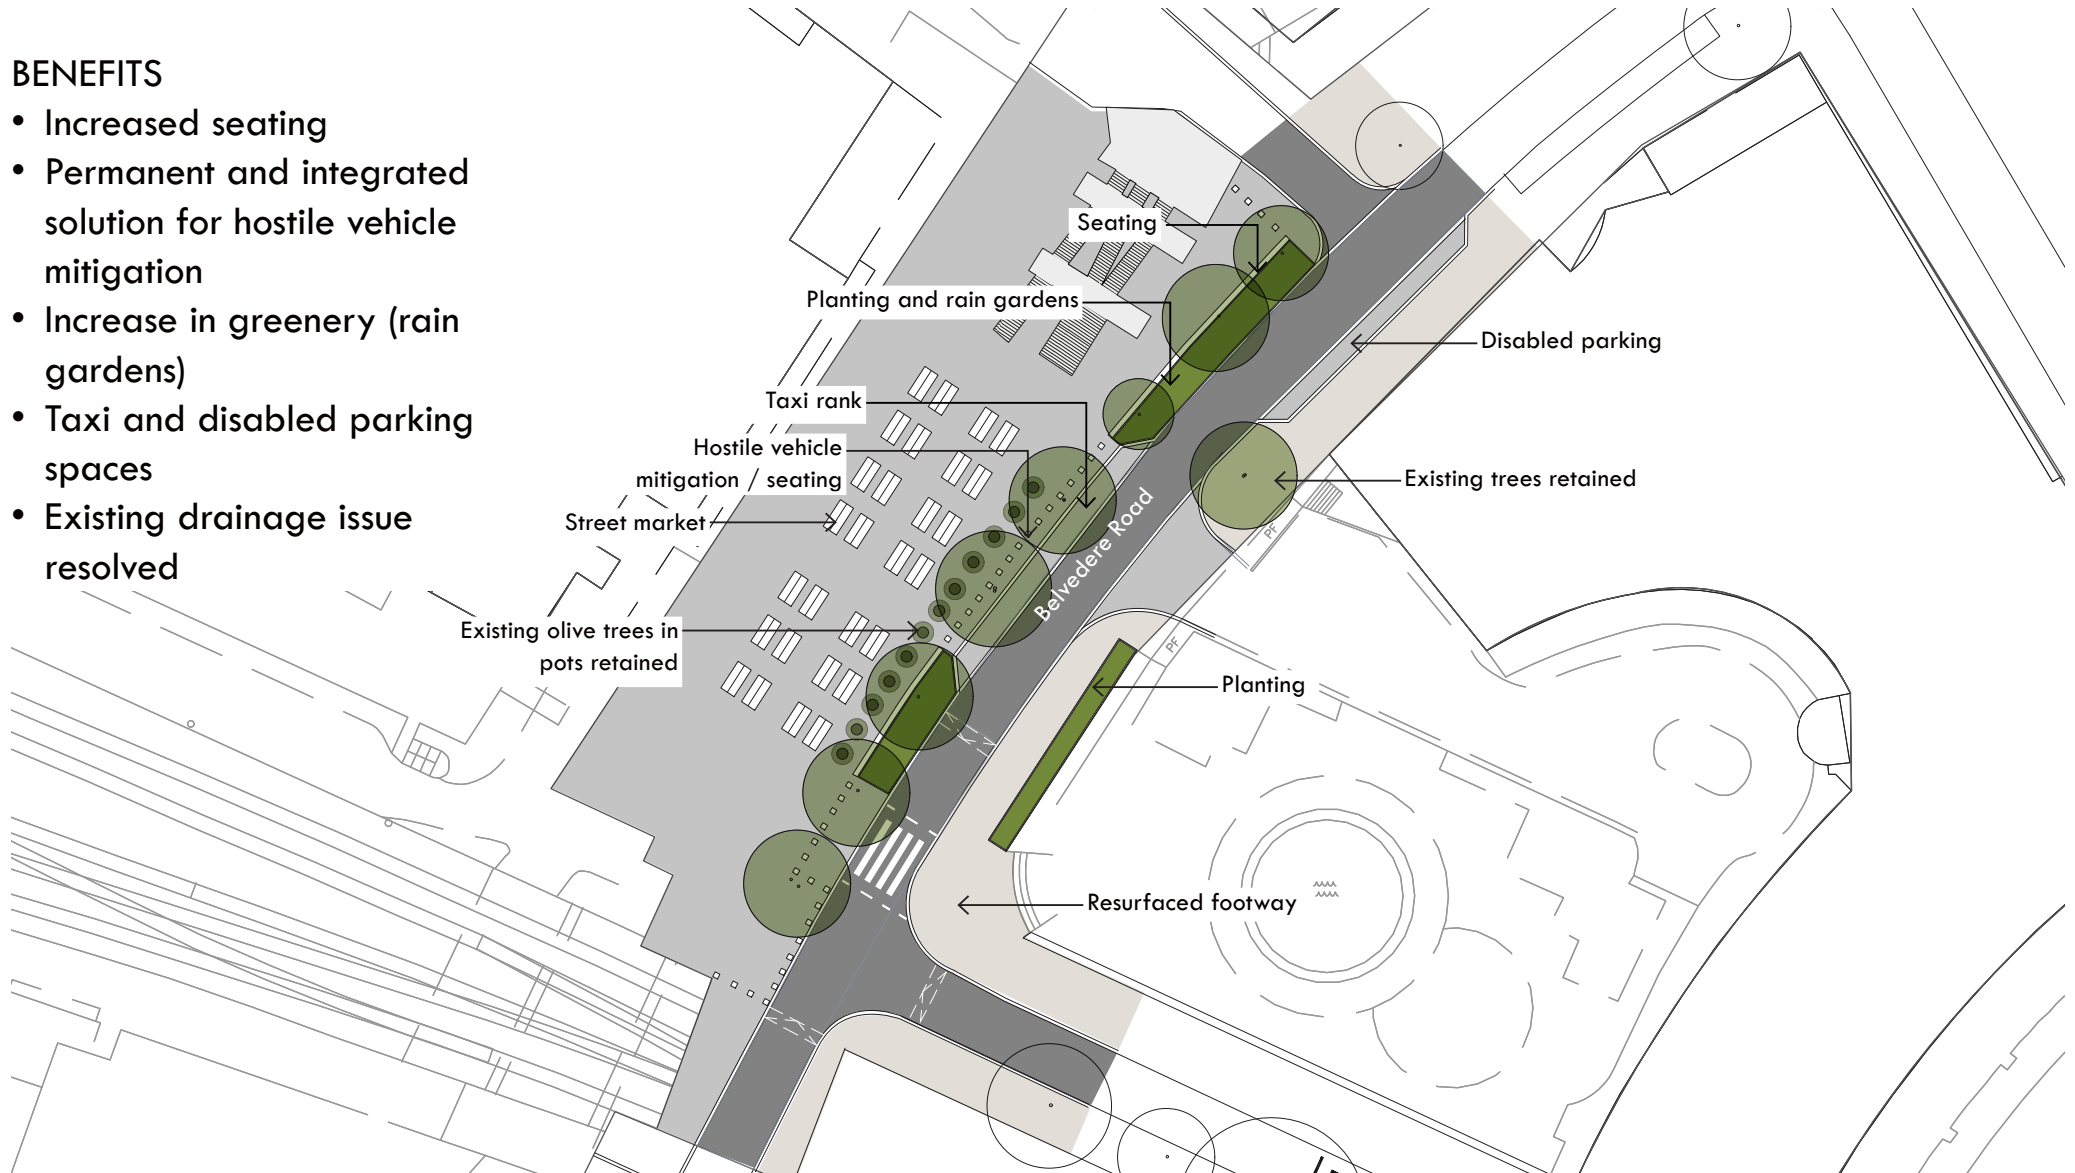 BENEFITS
• Increased seating
• Permanent and integrated
solution for hostile vehicle
mitigation
• Increase in greenery (rain
gardens)
• Taxi and disabled parking
spaces
• Existing drainage issue
resolved
Seating
Planting and rain gardens
Disabled parking
Taxi rank
Hostile vehicle
mitigation / seating
Existing trees retained
Street market
PF
Belvedere Road
Existing olive trees in
pots retained
PF
Planting
Resurfaced footway